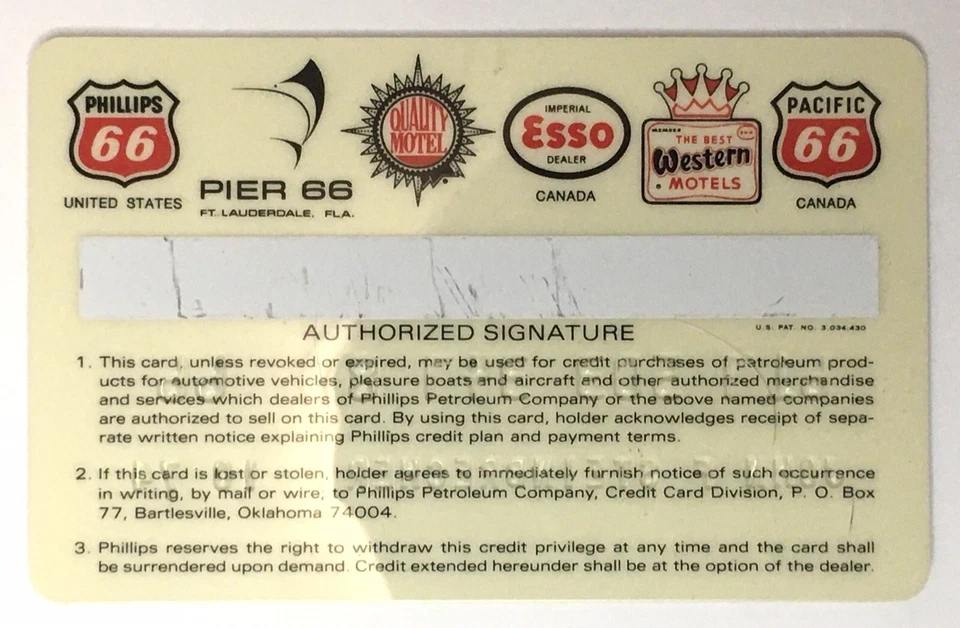 PHILLIPS
66
UNITED STATES
PIER 66
FT. LAUDERDALE, FLA.
QUALITY
MOTEL
IMPERIAL
Esso
DEALER
CANADA
MEMBER
THE BEST
Western
MOTELS
PACIFIC
66
CANADA
AUTHORIZED SIGNATURE
U.S. PAT. NO. 3,034,430
1. This card, unless revoked or expired, may be used for credit purchases of patroleum prod-
ucts for automotive vehicles, pleasure boats and aircraft and other authorized merchandise
and services which dealers of Phillips Petroleum Company or the above named companies
are authorized to sell on this card. By using this card, holder acknowledges receipt of sepa-
rate written notice explaining Phillips credit plan and payment terms.
2. If this card is lost or stolen, holder agrees to immediately furnish notice of such occurrence
in writing, by mail or wire, to Phillips Petroleum Company, Credit Card Division, P. O. Box
77, Bartlesville, Oklahoma 74004.
3. Phillips reserves the right to withdraw this credit privilege at any time and the card shall
be surrendered upon demand. Credit extended hereunder shall be at the option of the dealer.